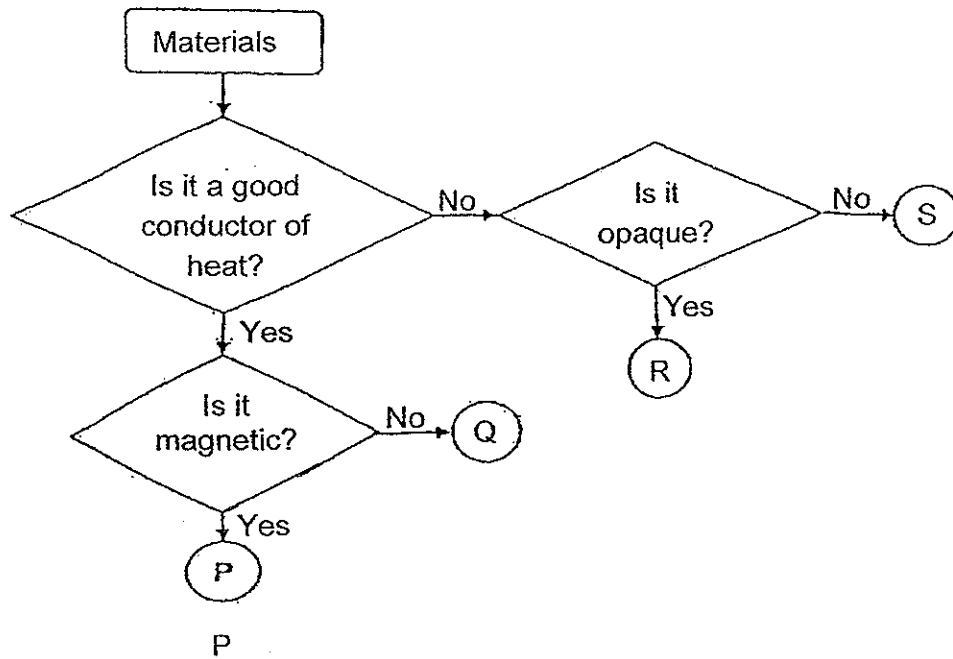 Materials
Is it a good
conductor of
heat?
No
Is it
opaque?
No
S
Yes
R
Yes
Is it
magnetic?
No
Q
Yes
P
P